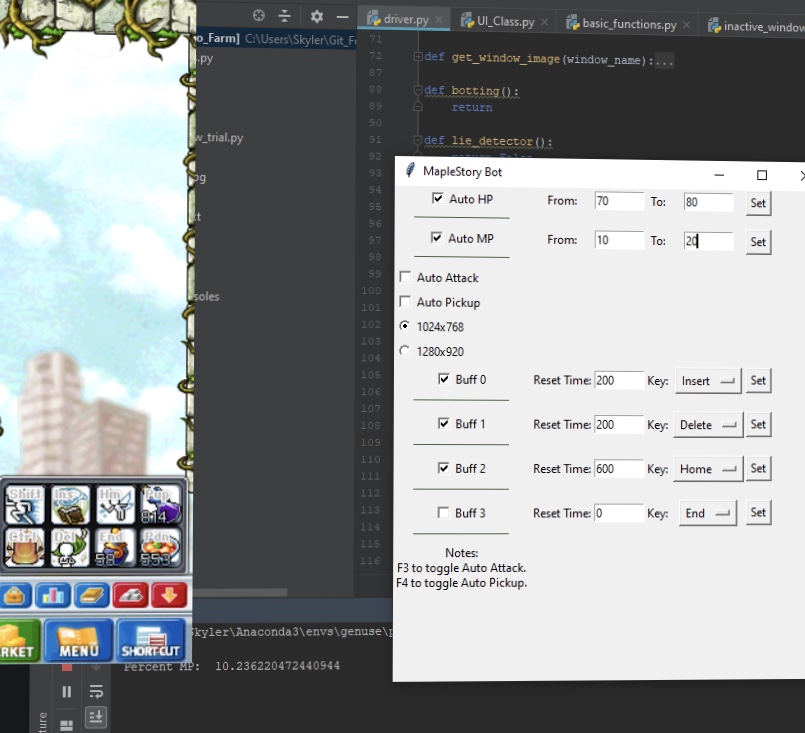 driver.py
UI_Class.py
basic_functions.py
inactive_window
o_Farm] C:\Users\Skyler\Git_F
s.py
w_trial.py
soles
71
72 def get_window_image(window_name):...
87
88 def botting():
89 return
90
91 def lie_detector():
92 return False
93
94
95
96
97
98
99
100
101
102
103
104
105
106
107
108
109
110
111
112
113
114
115
116
MapleStory Bot
Auto HP From: 70 To: 80 Set
Auto MP From: 10 To: 20 Set
Auto Attack
Auto Pickup
1024x768
1280x920
Buff 0 Reset Time: 200 Key: Insert Set
Buff 1 Reset Time: 200 Key: Delete Set
Buff 2 Reset Time: 600 Key: Home Set
Buff 3 Reset Time: 0 Key: End Set
Notes:
F3 to toggle Auto Attack.
F4 to toggle Auto Pickup.
Shift Ins Hm Pup
814
Ctrl Del End Pdn
58 553
RKET MENU SHORTCUT
kyler\Anaconda3\envs\genuse\p
Percent MP: 10.236220472440944
ture